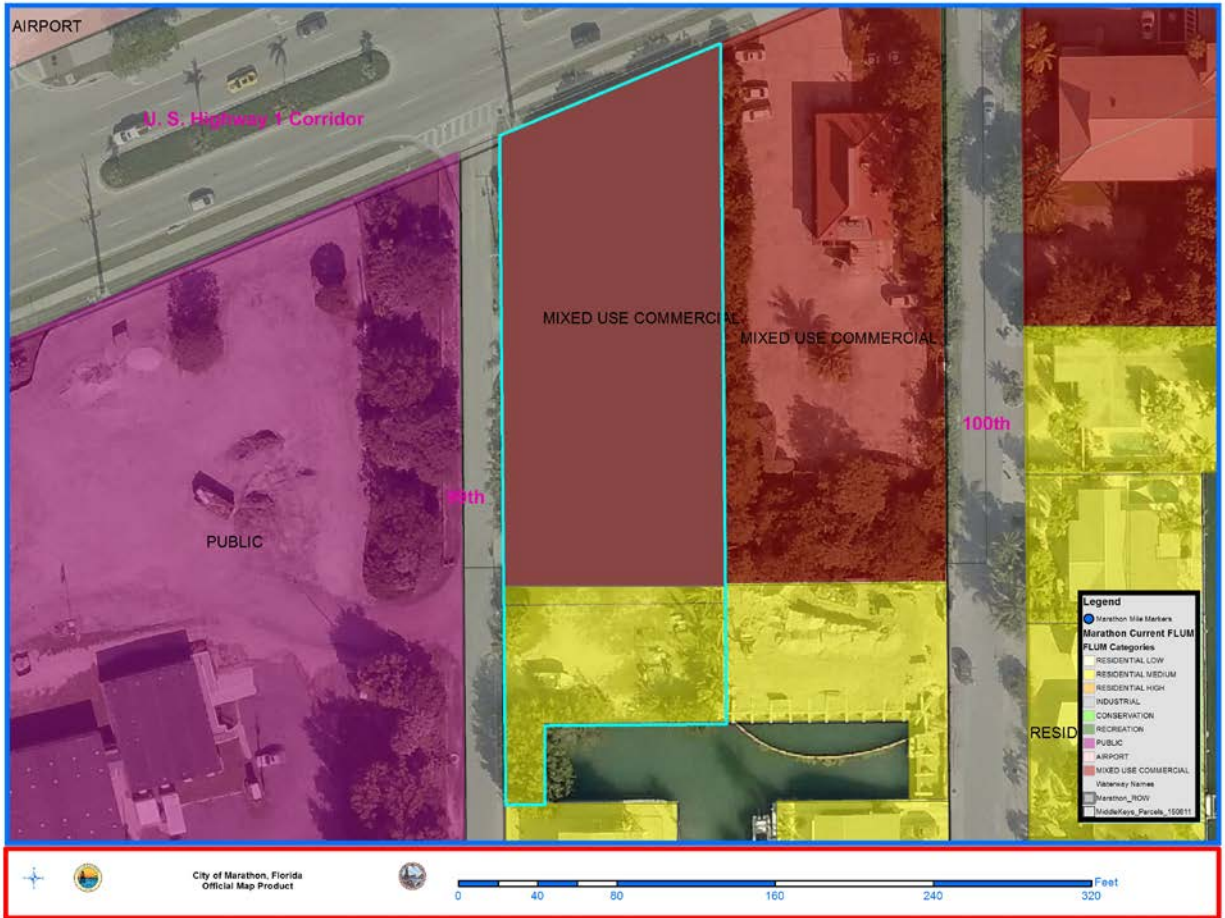 AIRPORT
U. S. Highway 1 Corridor
MIXED USE COMMERCIAL
MIXED USE COMMERCIAL
100th
PUBLIC
RESID
Legend
Marathon Mile Markers
Marathon Current FLUM
FLUM Categories
RESIDENTIAL LOW
RESIDENTIAL MEDIUM
RESIDENTIAL HIGH
INDUSTRIAL
CONSERVATION
RECREATION
PUBLIC
AIRPORT
MIXED USE COMMERCIAL
Waterway Names
Marathon_ROW
MiddleKeys_Parcels_150811
City of Marathon, Florida
Official Map Product
Feet
0 40 80 160 240 320